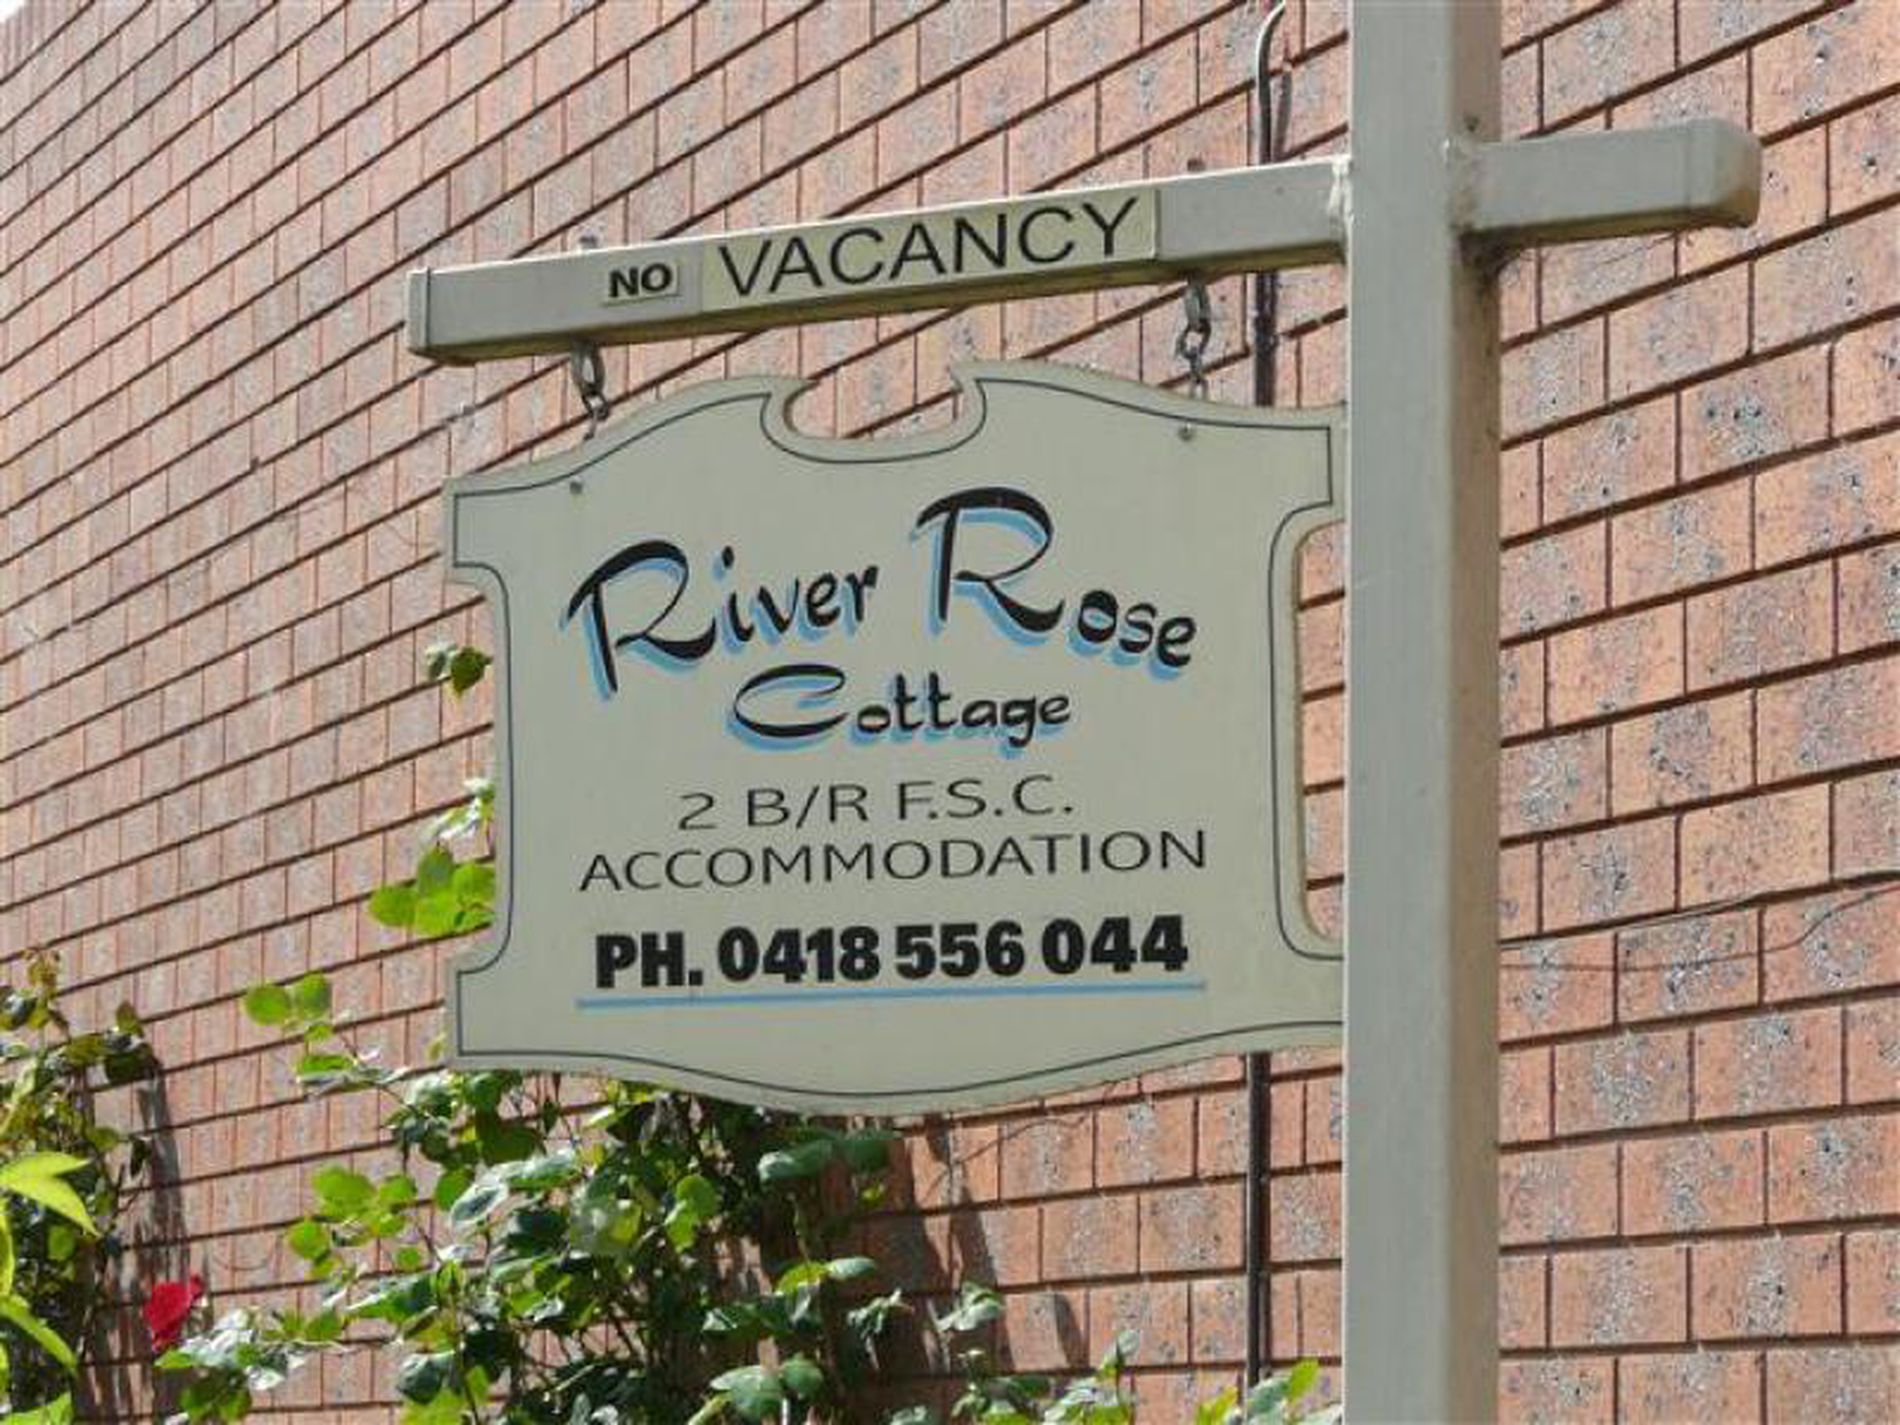 NO VACANCY
River Rose
Cottage
2 B/R F.S.C.
ACCOMMODATION
PH. 0418 556 044